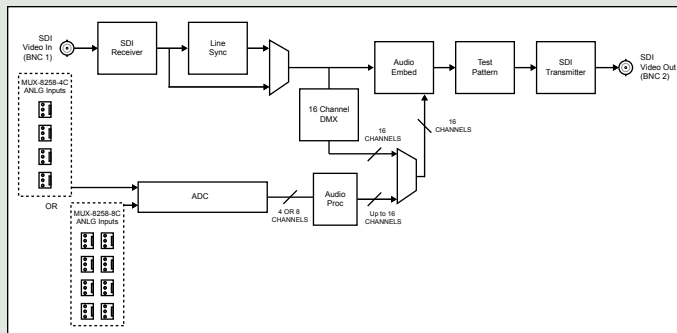 SDI
Video In
(BNC 1)
SDI
Receiver
Line
Sync
Audio
Embed
Test
Pattern
SDI
Transmitter
SDI
Video Out
(BNC 2)
MUX-8258-4C
ANLG Inputs
16 Channel
DMX
16
CHANNELS
16
CHANNELS
OR
ADC
4 OR 8
CHANNELS
Audio
Proc
Up to 16
CHANNELS
MUX-8258-8C
ANLG Inputs